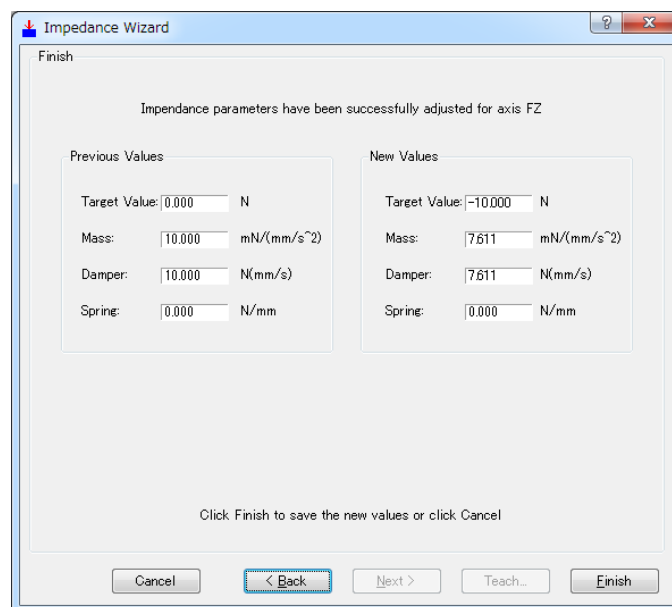 Impedance Wizard
Finish
Impendance parameters have been successfully adjusted for axis FZ
Previous Values
Target Value: 0.000 N
Mass: 10.000 mN/(mm/s^2)
Damper: 10.000 N(mm/s)
Spring: 0.000 N/mm
New Values
Target Value: -10.000 N
Mass: 7.611 mN/(mm/s^2)
Damper: 7.611 N(mm/s)
Spring: 0.000 N/mm
Click Finish to save the new values or click Cancel
Cancel < Back Next > Teach... Finish